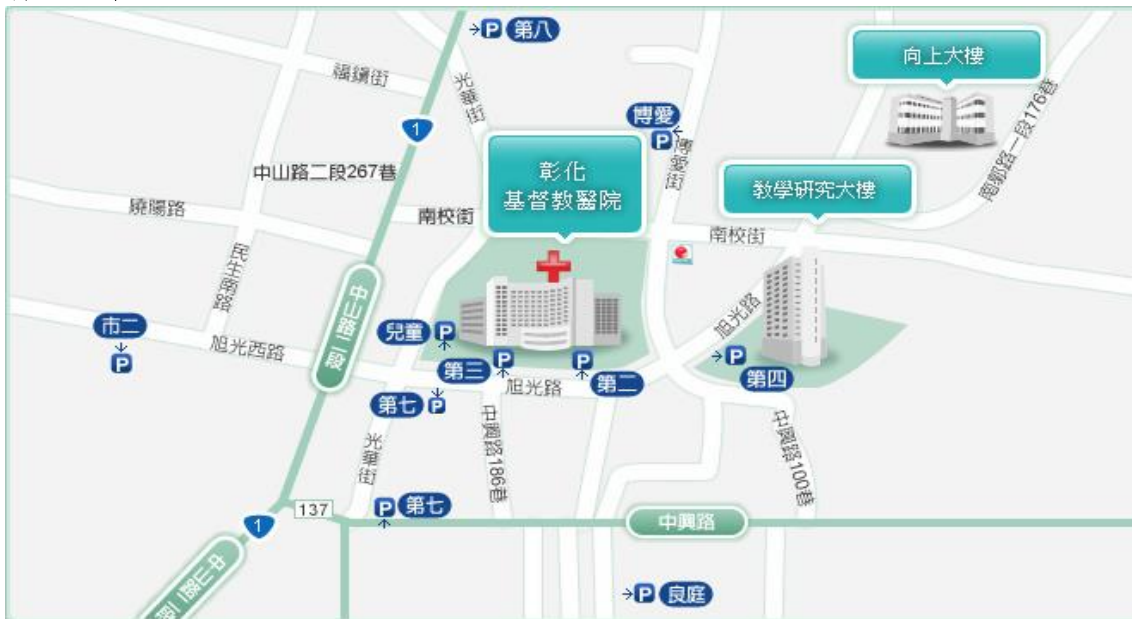 第八
向上大樓
福鎮街
光華街
1
博愛
南郭路一段176巷
彰化
基督教醫院
博愛街
中山路二段267巷
教學研究大樓
曉陽路
南校街
南校街
民生南路
中山路二段
旭光路
市二
兒童
旭光西路
第三
旭光路
第二
第四
第七
光華街
中興路186巷
中興路100巷
137
第七
1
中興路
中山路二段
良庭
P
P
P
P
P
P
P
P
P
P